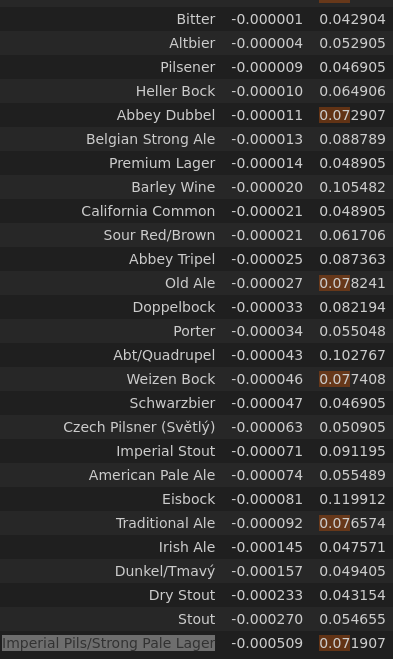 Bitter -0.000001 0.042904
Altbier -0.000004 0.052905
Pilsener -0.000009 0.046905
Heller Bock -0.000010 0.064906
Abbey Dubbel -0.000011 0.072907
Belgian Strong Ale -0.000013 0.088789
Premium Lager -0.000014 0.048905
Barley Wine -0.000020 0.105482
California Common -0.000021 0.048905
Sour Red/Brown -0.000021 0.061706
Abbey Tripel -0.000025 0.087363
Old Ale -0.000027 0.078241
Doppelbock -0.000033 0.082194
Porter -0.000034 0.055048
Abt/Quadrupel -0.000043 0.102767
Weizen Bock -0.000046 0.077408
Schwarzbier -0.000047 0.046905
Czech Pilsner (Světlý) -0.000063 0.050905
Imperial Stout -0.000071 0.091195
American Pale Ale -0.000074 0.055489
Eisbock -0.000081 0.119912
Traditional Ale -0.000092 0.076574
Irish Ale -0.000145 0.047571
Dunkel/Tmavý -0.000157 0.049405
Dry Stout -0.000233 0.043154
Stout -0.000270 0.054655
Imperial Pils/Strong Pale Lager -0.000509 0.071907